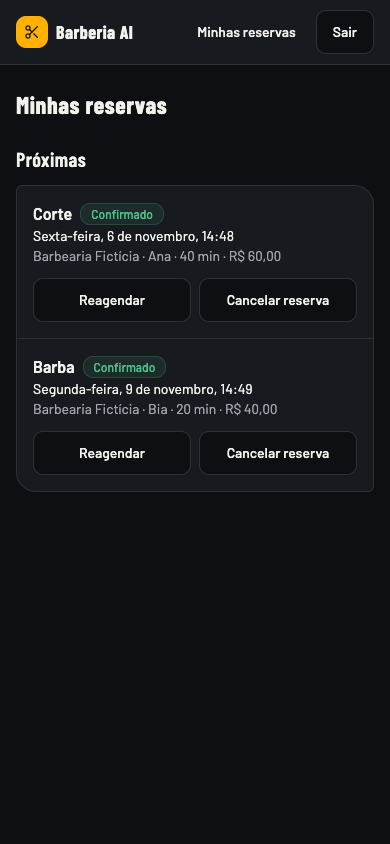 Barberia AI
Minhas reservas
Sair
Minhas reservas
Próximas
Corte Confirmado
Sexta-feira, 6 de novembro, 14:48
Barbearia Fictícia · Ana · 40 min · R$ 60,00
Reagendar
Cancelar reserva
Barba Confirmado
Segunda-feira, 9 de novembro, 14:49
Barbearia Fictícia · Bia · 20 min · R$ 40,00
Reagendar
Cancelar reserva